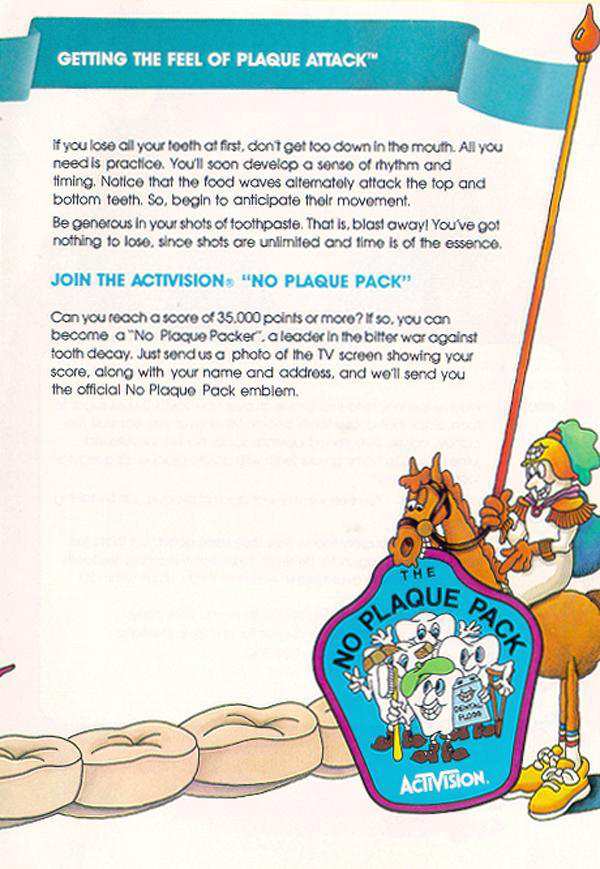 GETTING THE FEEL OF PLAQUE ATTACK™
If you lose all your teeth at first, don't get too down in the mouth. All you
need is practice. You'll soon develop a sense of rhythm and
timing. Notice that the food waves alternately attack the top and
bottom teeth. So, begin to anticipate their movement.
Be generous in your shots of toothpaste. That is, blast away! You've got
nothing to lose, since shots are unlimited and time is of the essence.
JOIN THE ACTIVISION® "NO PLAQUE PACK"
Can you reach a score of 35,000 points or more? If so, you can
become a "No Plaque Packer", a leader in the bitter war against
tooth decay. Just send us a photo of the TV screen showing your
score, along with your name and address, and we'll send you
the official No Plaque Pack emblem.
THE
NO PLAQUE PACK
DENTAL
FLOSS
ACTIVISION.